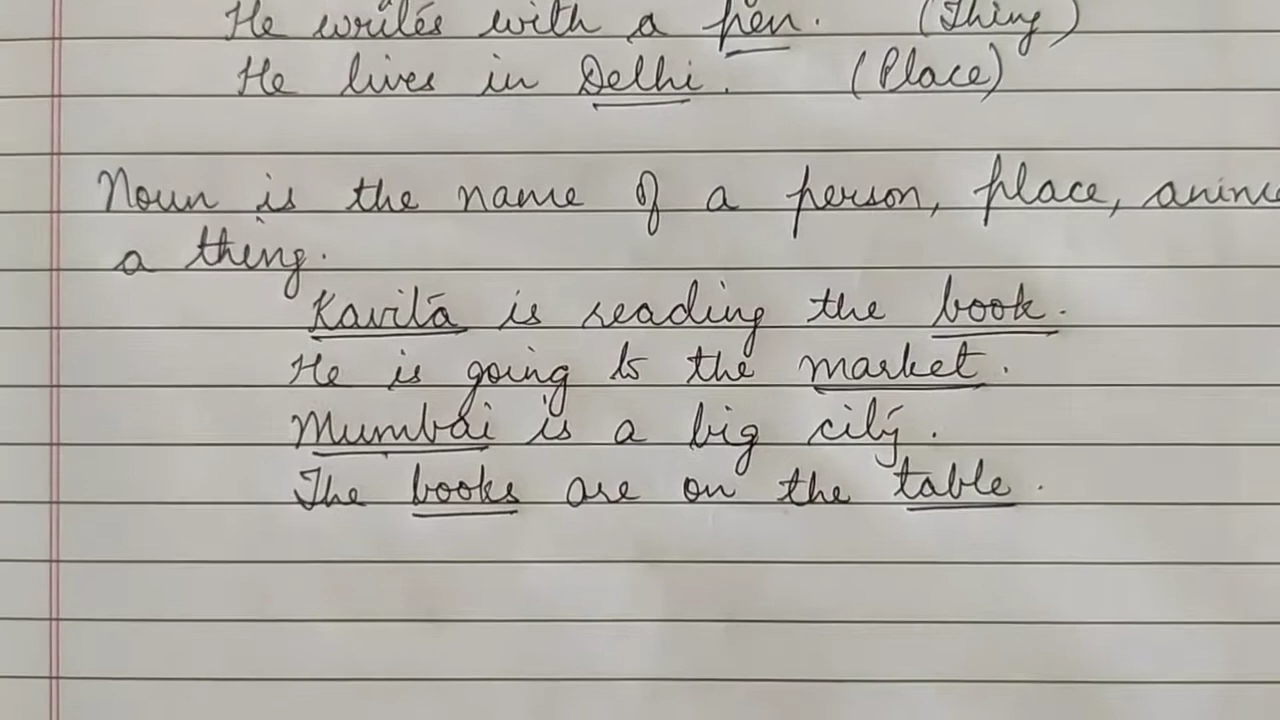 He writes with a pen. (Thing)
He lives in Delhi. (Place)
Noun is the name of a person, place,
a thing.
Kavita is reading the book.
He is going to the market.
Mumbai is a big city.
The books are on the table.